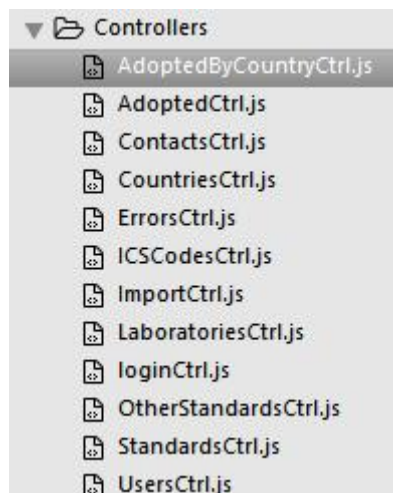 Controllers
AdoptedByCountryCtrl.js
AdoptedCtrl.js
ContactsCtrl.js
CountriesCtrl.js
ErrorsCtrl.js
ICSCodesCtrl.js
ImportCtrl.js
LaboratoriesCtrl.js
loginCtrl.js
OtherStandardsCtrl.js
StandardsCtrl.js
UsersCtrl.js